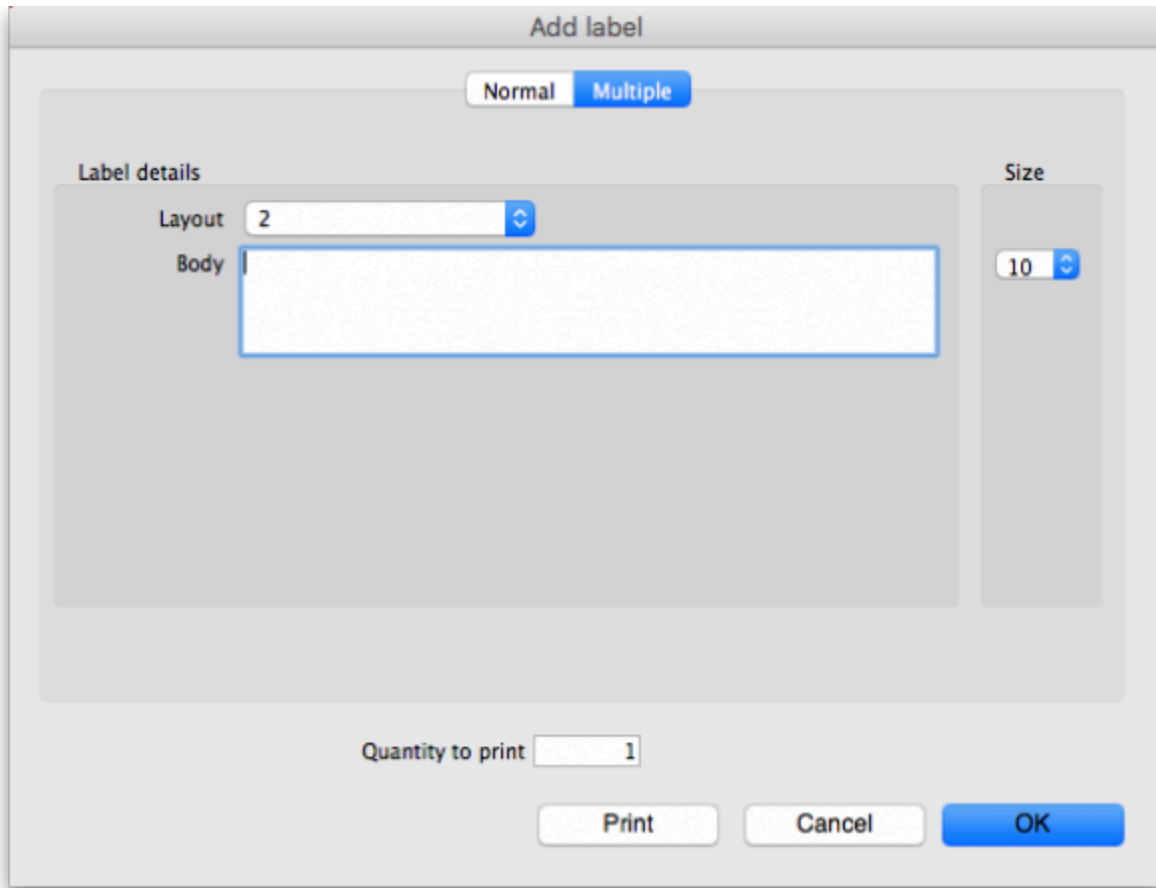 Add label
Normal Multiple
Label details Size
Layout 2
Body 10
Quantity to print 1
Print Cancel OK